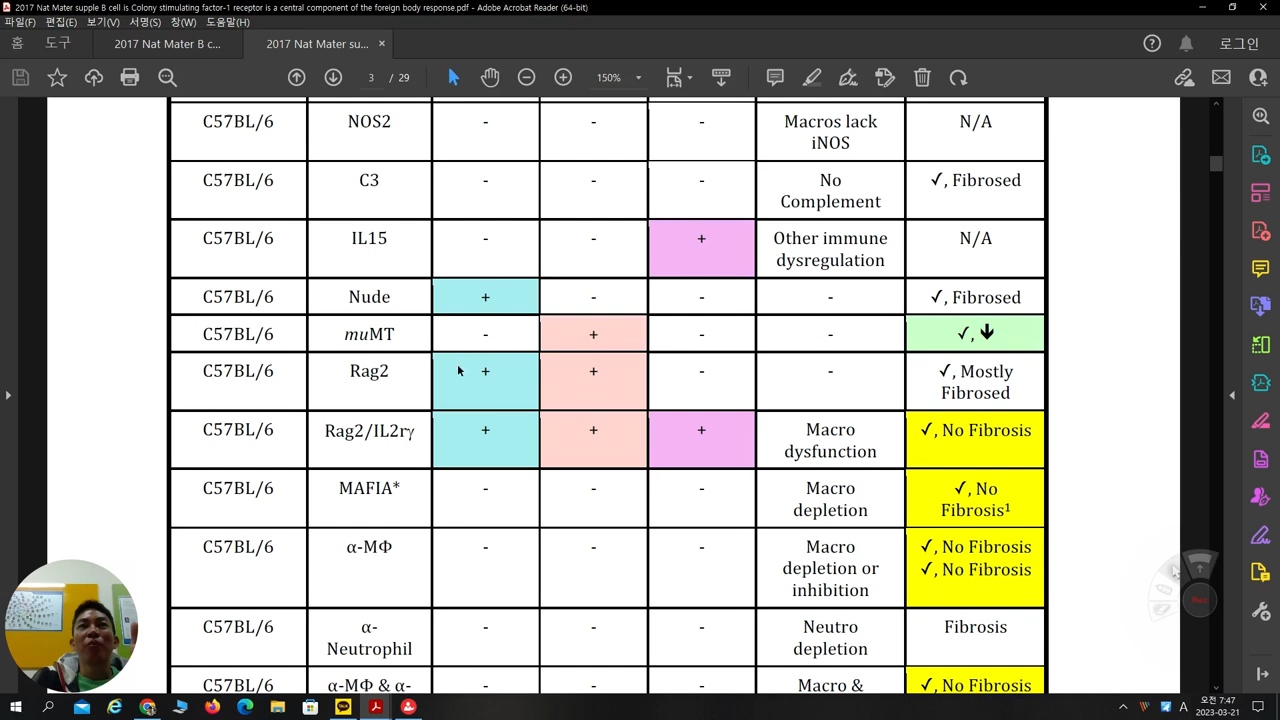 2017 Nat Mater supple B cell is Colony stimulating factor-1 receptor is a central component of the foreign body response.pdf - Adobe Acrobat Reader (64-bit)
파일(F) 편집(E) 보기(V) 서명(S) 창(W) 도움말(H)
홈 도구 2017 Nat Mater B c... 2017 Nat Mater su... × 로그인
3 / 29 150%
C57BL/6 NOS2 - - - Macros lack iNOS N/A
C57BL/6 C3 - - - No Complement ✓, Fibrosed
C57BL/6 IL15 - - + Other immune dysregulation N/A
C57BL/6 Nude + - - - ✓, Fibrosed
C57BL/6 muMT - + - - ✓, 🡻
C57BL/6 Rag2 + + - - ✓, Mostly Fibrosed
C57BL/6 Rag2/IL2rγ + + + Macro dysfunction ✓, No Fibrosis
C57BL/6 MAFIA* - - - Macro depletion ✓, No Fibrosis¹
C57BL/6 α-MΦ - - - Macro depletion or inhibition ✓, No Fibrosis ✓, No Fibrosis
C57BL/6 α-Neutrophil - - - Neutro depletion Fibrosis
C57BL/6 α-MΦ & α- - - - Macro & ✓, No Fibrosis
Rec
A 오전 7:47
2023-03-21